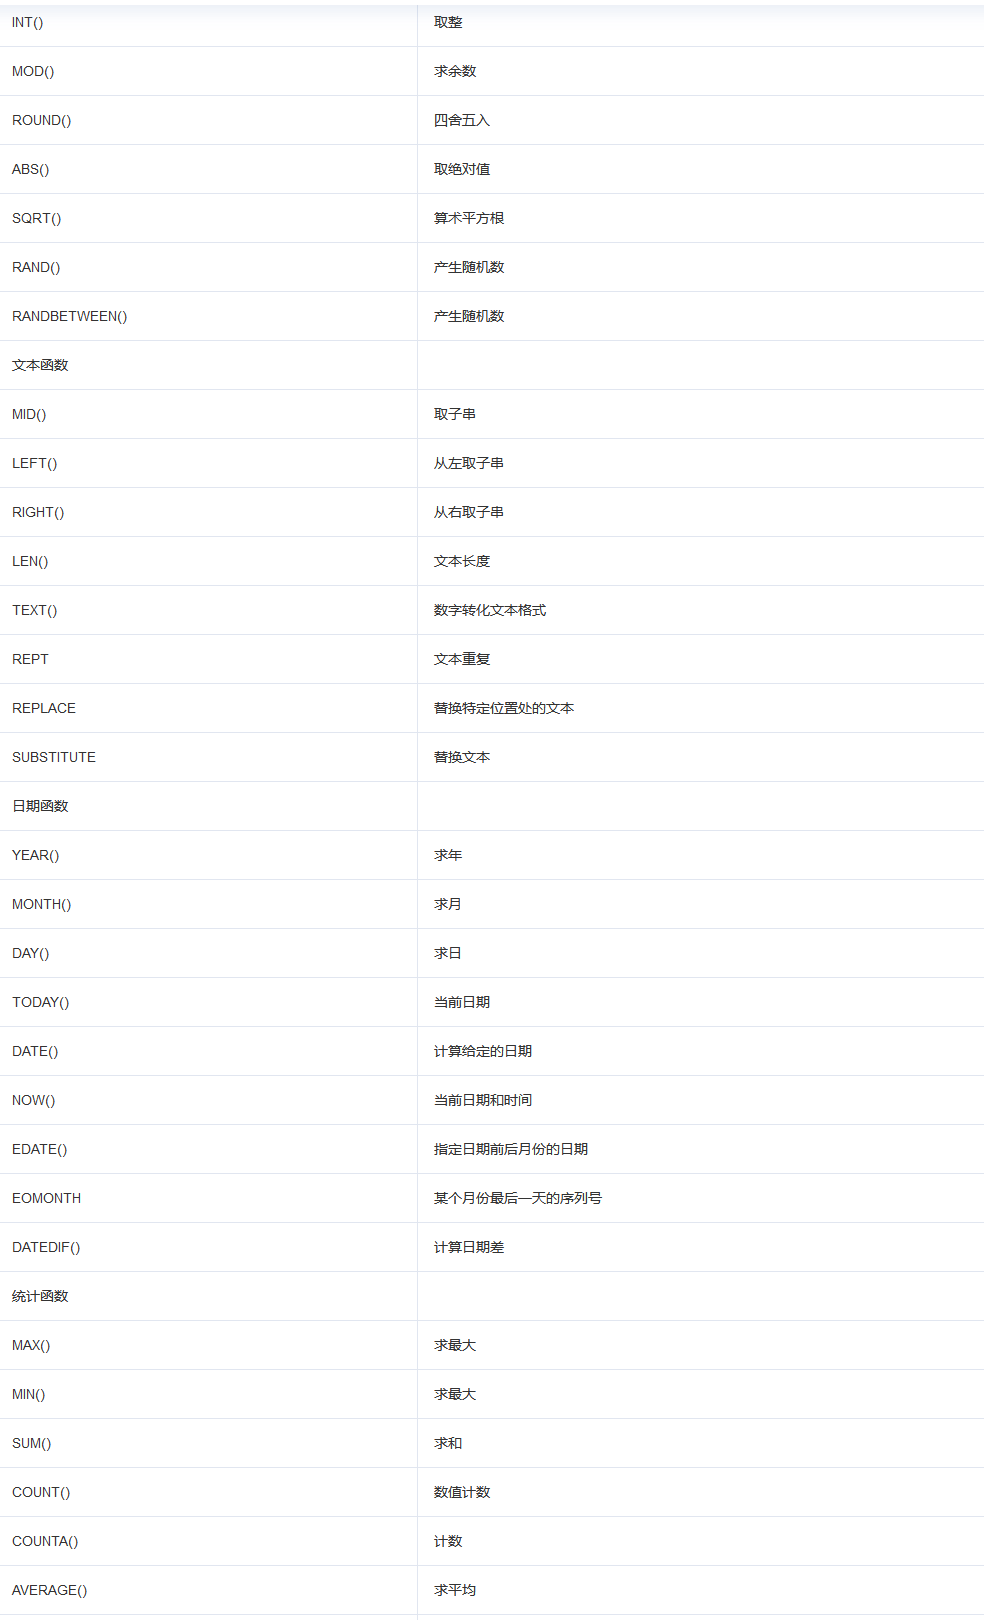 INT() 取整
MOD() 求余数
ROUND() 四舍五入
ABS() 取绝对值
SQRT() 算术平方根
RAND() 产生随机数
RANDBETWEEN() 产生随机数
文本函数
MID() 取子串
LEFT() 从左取子串
RIGHT() 从右取子串
LEN() 文本长度
TEXT() 数字转化文本格式
REPT 文本重复
REPLACE 替换特定位置处的文本
SUBSTITUTE 替换文本
日期函数
YEAR() 求年
MONTH() 求月
DAY() 求日
TODAY() 当前日期
DATE() 计算给定的日期
NOW() 当前日期和时间
EDATE() 指定日期前后月份的日期
EOMONTH 某个月份最后一天的序列号
DATEDIF() 计算日期差
统计函数
MAX() 求最大
MIN() 求最大
SUM() 求和
COUNT() 数值计数
COUNTA() 计数
AVERAGE() 求平均